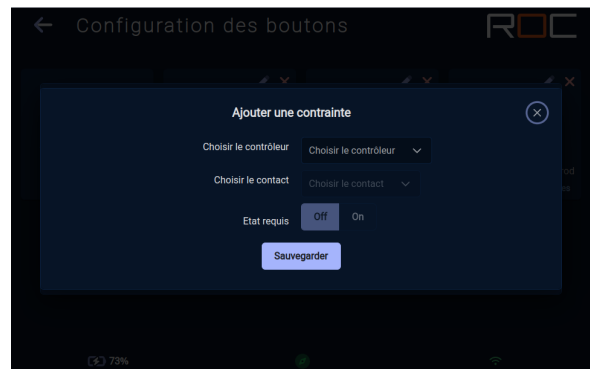 Configuration des boutons
ROC
Ajouter une contrainte
Choisir le contrôleur Choisir le contrôleur
Choisir le contact Choisir le contact
Etat requis Off On
Sauvegarder
73%